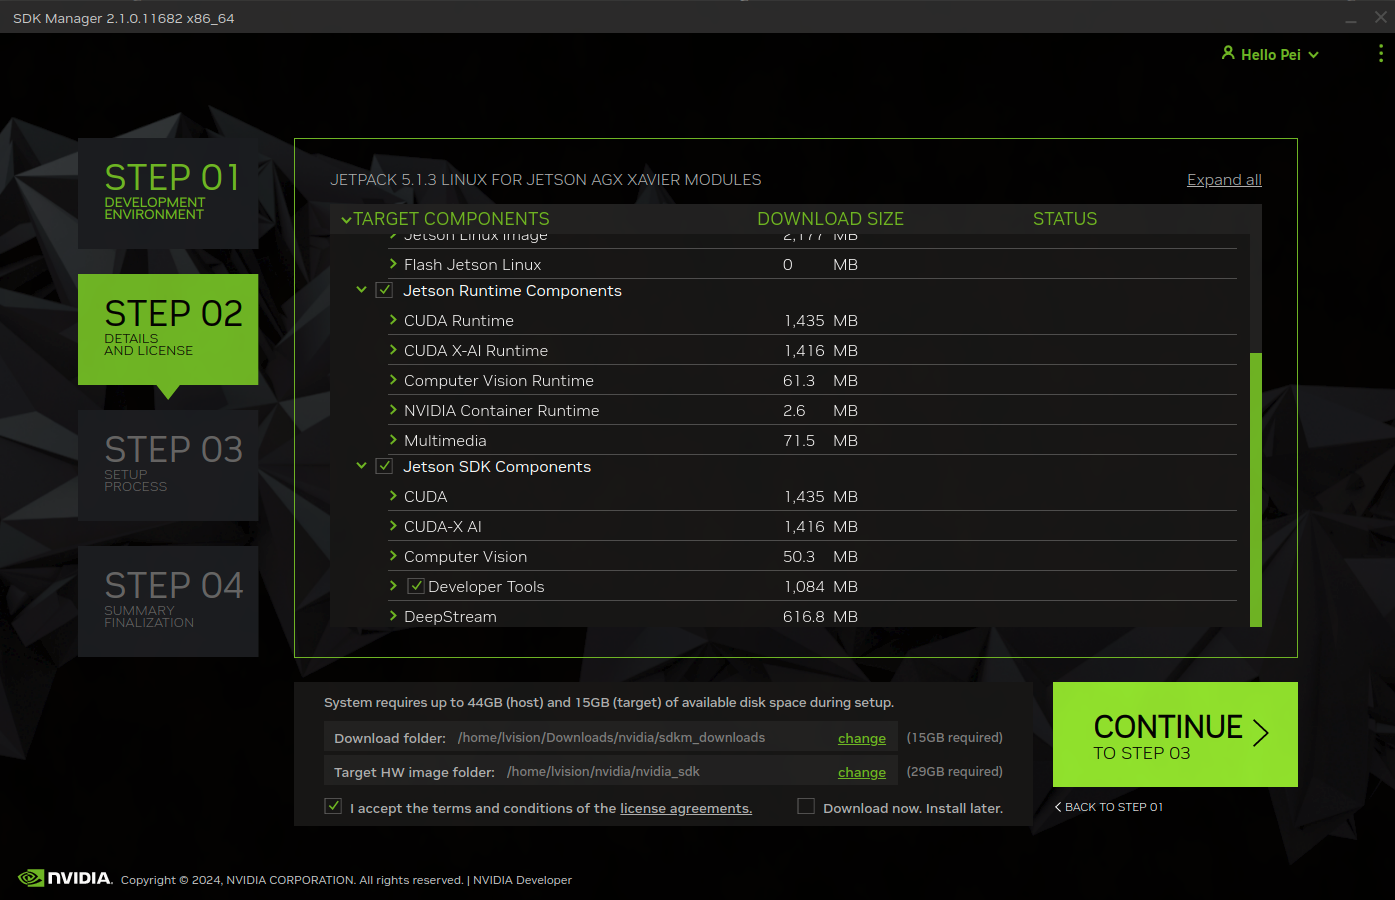 SDK Manager 2.1.0.11682 x86_64
Hello Pei
STEP 01
DEVELOPMENT
ENVIRONMENT
STEP 02
DETAILS
AND LICENSE
STEP 03
SETUP
PROCESS
STEP 04
SUMMARY
FINALIZATION
JETPACK 5.1.3 LINUX FOR JETSON AGX XAVIER MODULES
Expand all
TARGET COMPONENTS DOWNLOAD SIZE STATUS
Jetson Linux image 2,177 MB
Flash Jetson Linux 0 MB
Jetson Runtime Components
CUDA Runtime 1,435 MB
CUDA X-AI Runtime 1,416 MB
Computer Vision Runtime 61.3 MB
NVIDIA Container Runtime 2.6 MB
Multimedia 71.5 MB
Jetson SDK Components
CUDA 1,435 MB
CUDA-X AI 1,416 MB
Computer Vision 50.3 MB
Developer Tools 1,084 MB
DeepStream 616.8 MB
System requires up to 44GB (host) and 15GB (target) of available disk space during setup.
Download folder: /home/lvision/Downloads/nvidia/sdkm_downloads change (15GB required)
Target HW image folder: /home/lvision/nvidia/nvidia_sdk change (29GB required)
I accept the terms and conditions of the license agreements. Download now. Install later.
CONTINUE
TO STEP 03
BACK TO STEP 01
NVIDIA. Copyright © 2024, NVIDIA CORPORATION. All rights reserved. | NVIDIA Developer